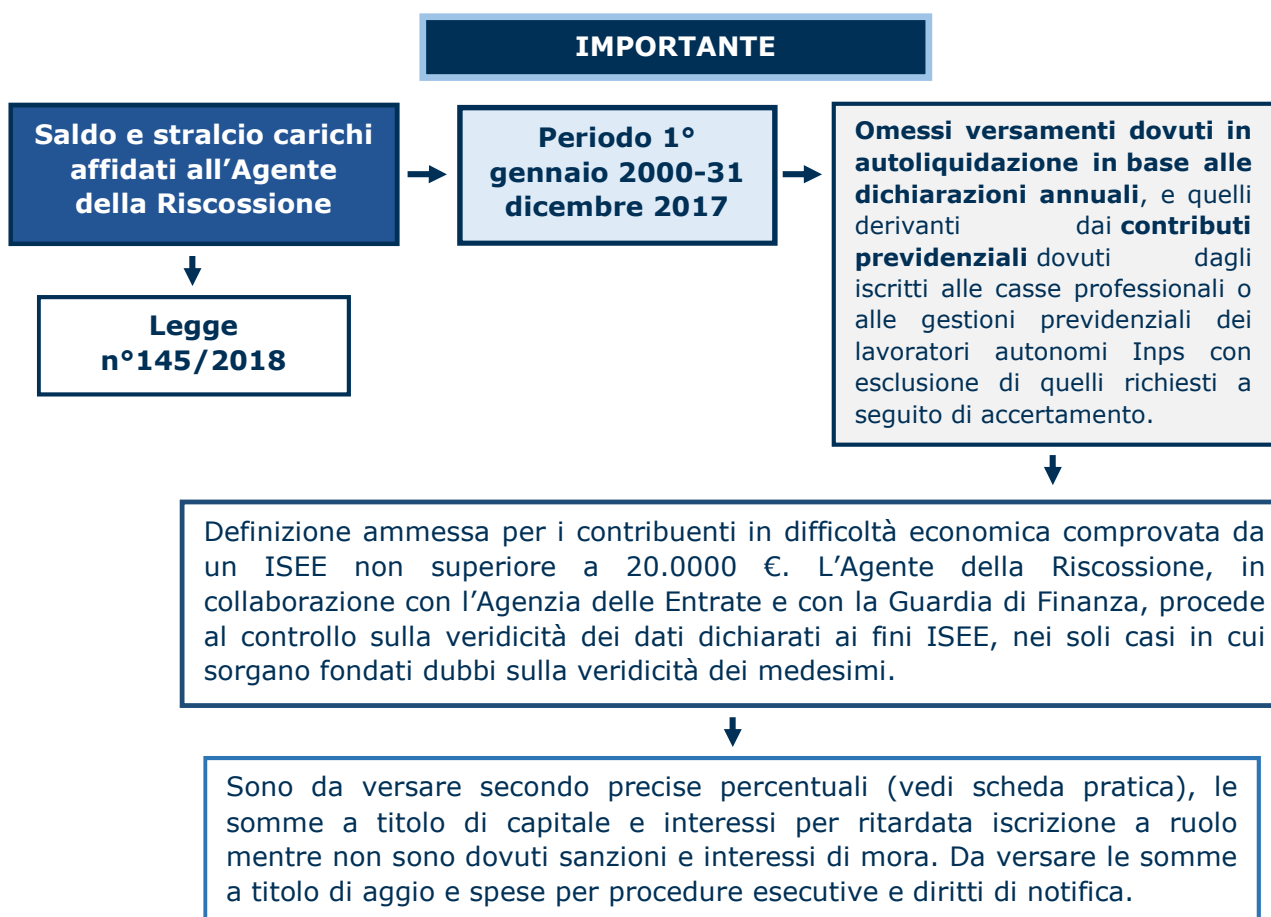 IMPORTANTE
Saldo e stralcio carichi
affidati all’Agente
della Riscossione
Periodo 1°
gennaio 2000-31
dicembre 2017
Omessi versamenti dovuti in
autoliquidazione in base alle
dichiarazioni annuali, e quelli
derivanti dai contributi
previdenziali dovuti dagli
iscritti alle casse professionali o
alle gestioni previdenziali dei
lavoratori autonomi Inps con
esclusione di quelli richiesti a
seguito di accertamento.
Legge
n°145/2018
Definizione ammessa per i contribuenti in difficoltà economica comprovata da
un ISEE non superiore a 20.0000 €. L’Agente della Riscossione, in
collaborazione con l’Agenzia delle Entrate e con la Guardia di Finanza, procede
al controllo sulla veridicità dei dati dichiarati ai fini ISEE, nei soli casi in cui
sorgano fondati dubbi sulla veridicità dei medesimi.
Sono da versare secondo precise percentuali (vedi scheda pratica), le
somme a titolo di capitale e interessi per ritardata iscrizione a ruolo
mentre non sono dovuti sanzioni e interessi di mora. Da versare le somme
a titolo di aggio e spese per procedure esecutive e diritti di notifica.